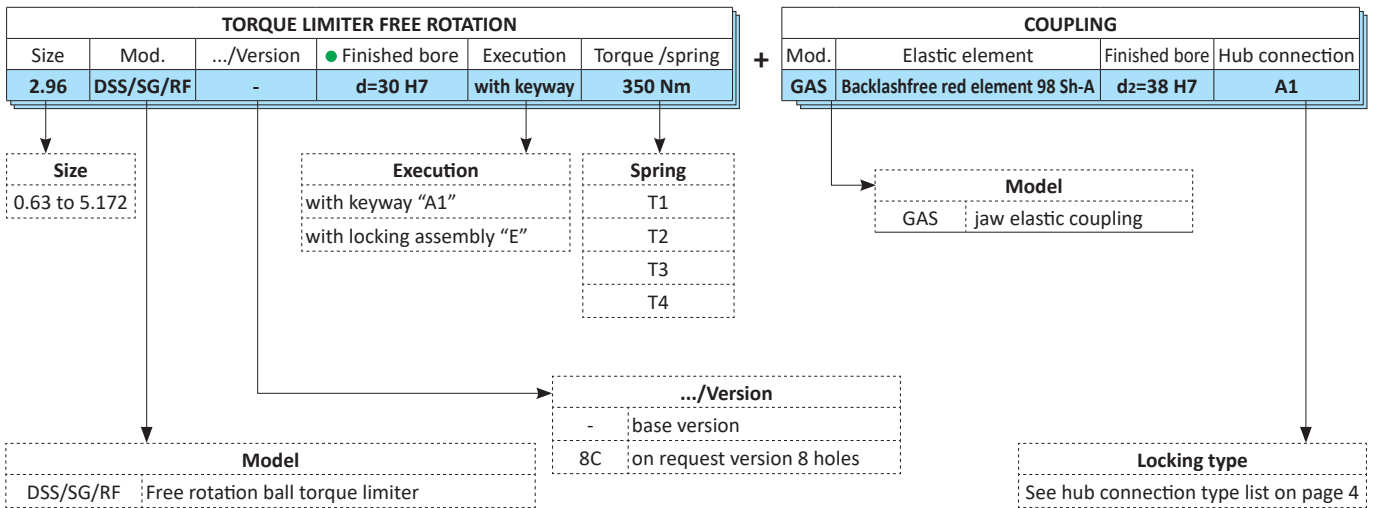 TORQUE LIMITER FREE ROTATION
Size Mod. .../Version Finished bore Execution Torque /spring
2.96 DSS/SG/RF - d=30 H7 with keyway 350 Nm
+
COUPLING
Mod. Elastic element Finished bore Hub connection
GAS Backlashfree red element 98 Sh-A d2=38 H7 A1
Size
0.63 to 5.172
Execution
with keyway “A1”
with locking assembly “E”
Spring
T1
T2
T3
T4
Model
GAS jaw elastic coupling
.../Version
- base version
8C on request version 8 holes
Model
DSS/SG/RF Free rotation ball torque limiter
Locking type
See hub connection type list on page 4